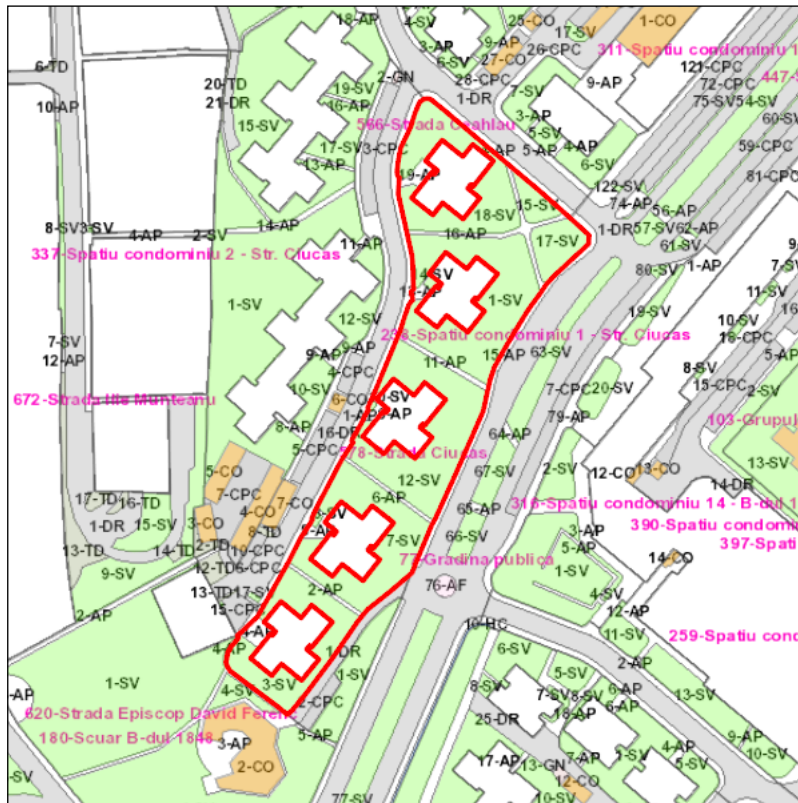 18-AP
4-SV
25-CO
1-CO
17-SV
3-AP
9-AP
26-CPC
6-SV
27-CO
311-Spatiu condominiu 1
6-TD
2-GN
28-CPC
121-CPC
20-TD
19-SV
9-AP
72-CPC
447-S
10-AP
21-DR
16-AP
1-DR
7-SV
75-SV
54-SV
3-AP
60-SV
15-SV
566-Strada Ceahlau
5-SV
17-SV
3-CPC
4-AP
5-AP
4-AP
59-CPC
13-AP
6-SV
19-AP
81-CPC
122-SV
15-SV
74-AP
18-SV
56-AP
14-AP
8-SV
3-SV
4-AP
2-SV
16-AP
1-DR
57-SV
62-AP
11-AP
17-SV
61-SV
337-Spatiu condominiu 2 - Str. Ciucas
80-SV
1-AP
4-SV
7-SV
18-AP
11-SV
1-SV
1-SV
12-SV
19-SV
10-SV
238-Spatiu condominiu 1 - Str. Ciucas
18-CPC
7-SV
9-AP
9-AP
15-AP
63-SV
5-AP
12-AP
11-AP
8-SV
4-CPC
15-CPC
10-SV
7-CPC
20-SV
2-SV
672-Strada Ilie Munteanu
6-CO
1-AP
79-AP
103-Grupul
8-AP
16-DR
64-AP
5-CPC
578-Strada Ciucas
13-SV
5-CO
12-SV
67-SV
2-SV
12-CO
13-CO
14-DR
7-CPC
17-TD
16-TD
7-CO
6-AP
65-AP
316-Spatiu condominiu 14 - B-dul 1
4-CO
1-DR
15-SV
3-CO
8-TD
390-Spatiu condomin
3-AP
66-SV
7-SV
13-TD
14-TD
2-TD
10-CPC
397-Spati
5-AP
77-Gradina publica
14-CO
9-SV
12-TD
6-CPC
1-SV
76-AF
13-TD
17-SV
2-AP
4-SV
2-AP
15-CPC
12-AP
10-HC
11-SV
259-Spatiu cond
4-AP
1-DR
6-SV
2-AP
1-SV
1-SV
5-SV
3-SV
8-SV
4-SV
2-CPC
7-SV
8-SV
6-AP
13-SV
620-Strada Episcop David Ferenc
18-AP
6-AP
25-DR
180-Scuar B-dul 1848
5-AP
9-AP
3-AP
4-AP
17-AP
7-AP
10-SV
2-CO
13-GN
5-SV
12-CO
77-SV
10-SV